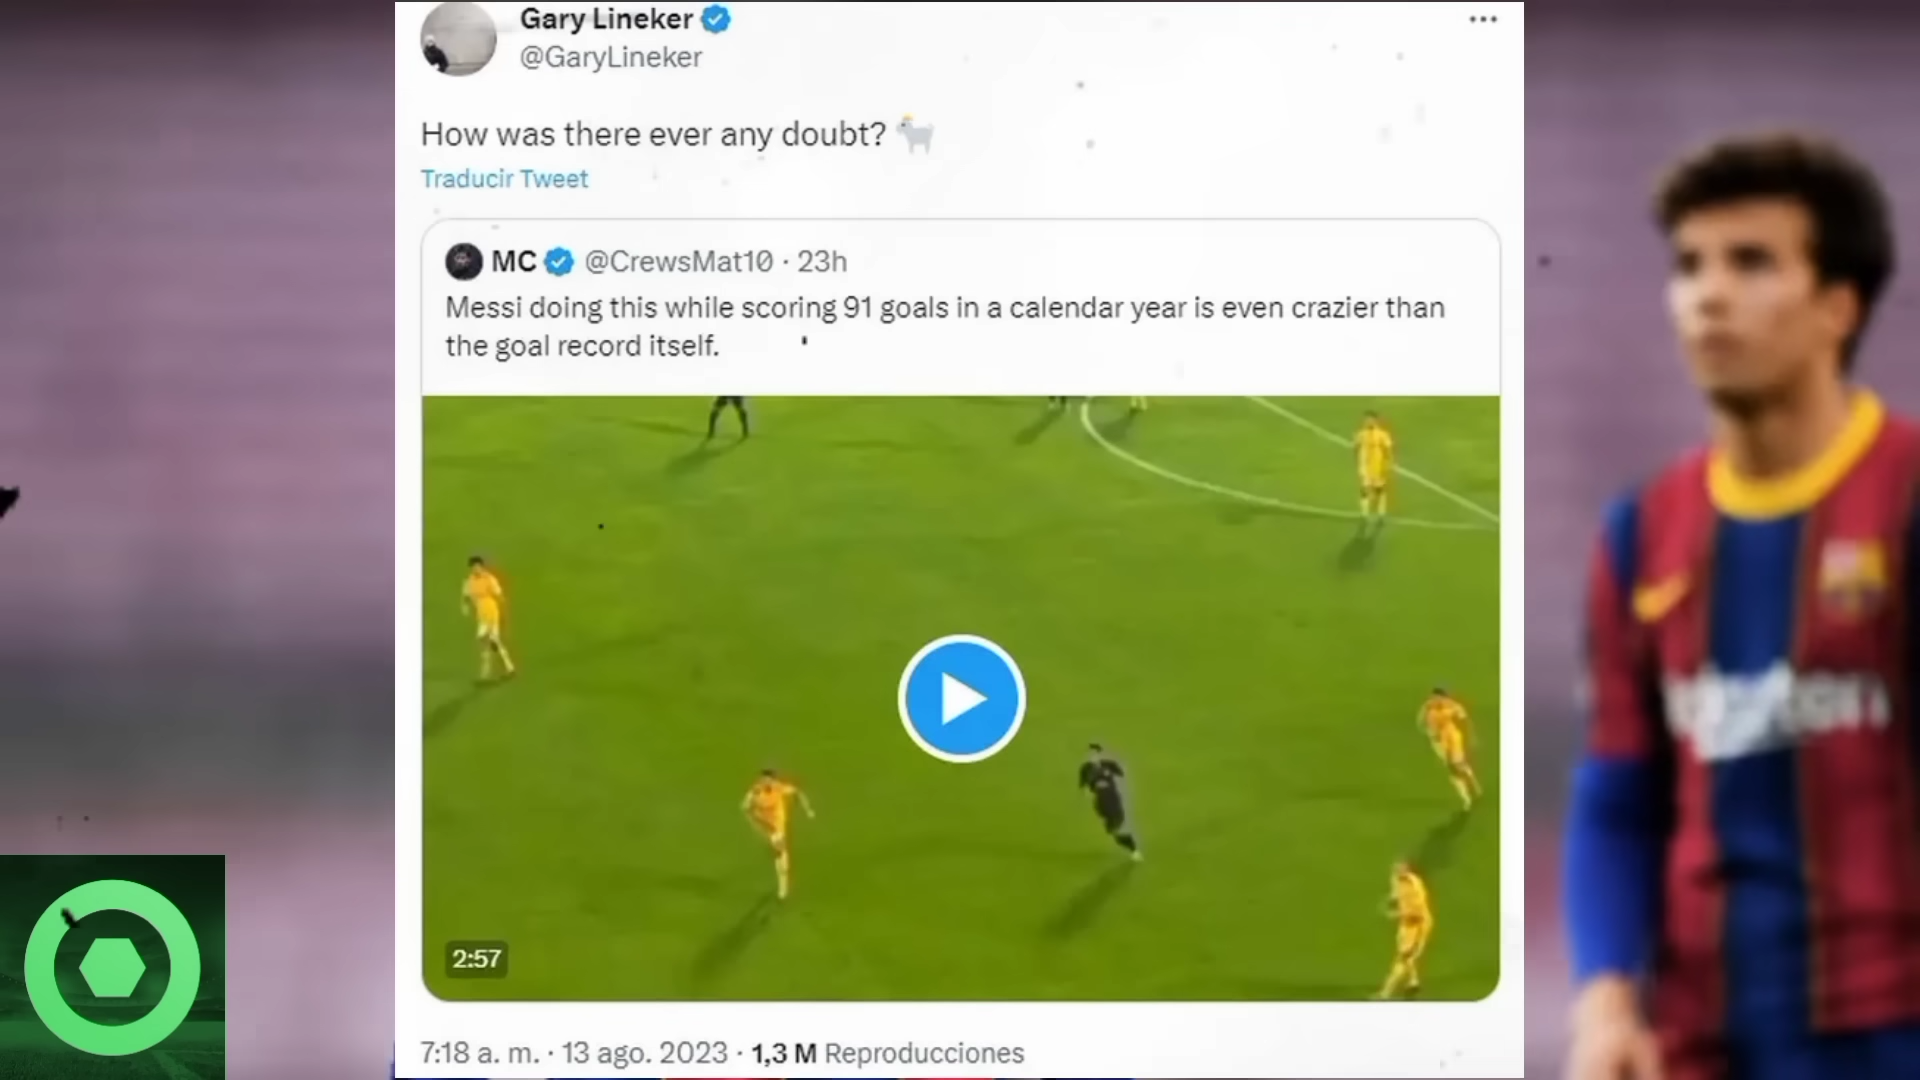 Gary Lineker
@GaryLineker
How was there ever any doubt?
Traducir Tweet
MC @CrewsMat10 · 23h
Messi doing this while scoring 91 goals in a calendar year is even crazier than
the goal record itself.
2:57
7:18 a. m. · 13 ago. 2023 · 1,3 M Reproducciones